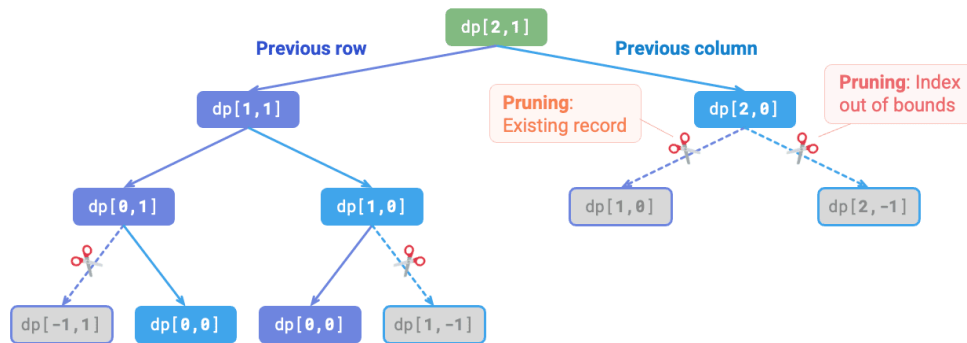 dp[2,1]
Previous row
Previous column
Pruning: Index
out of bounds
Pruning:
Existing record
dp[1,1]
dp[2,0]
dp[0,1]
dp[1,0]
dp[1,0]
dp[2,-1]
dp[-1,1]
dp[0,0]
dp[0,0]
dp[1,-1]